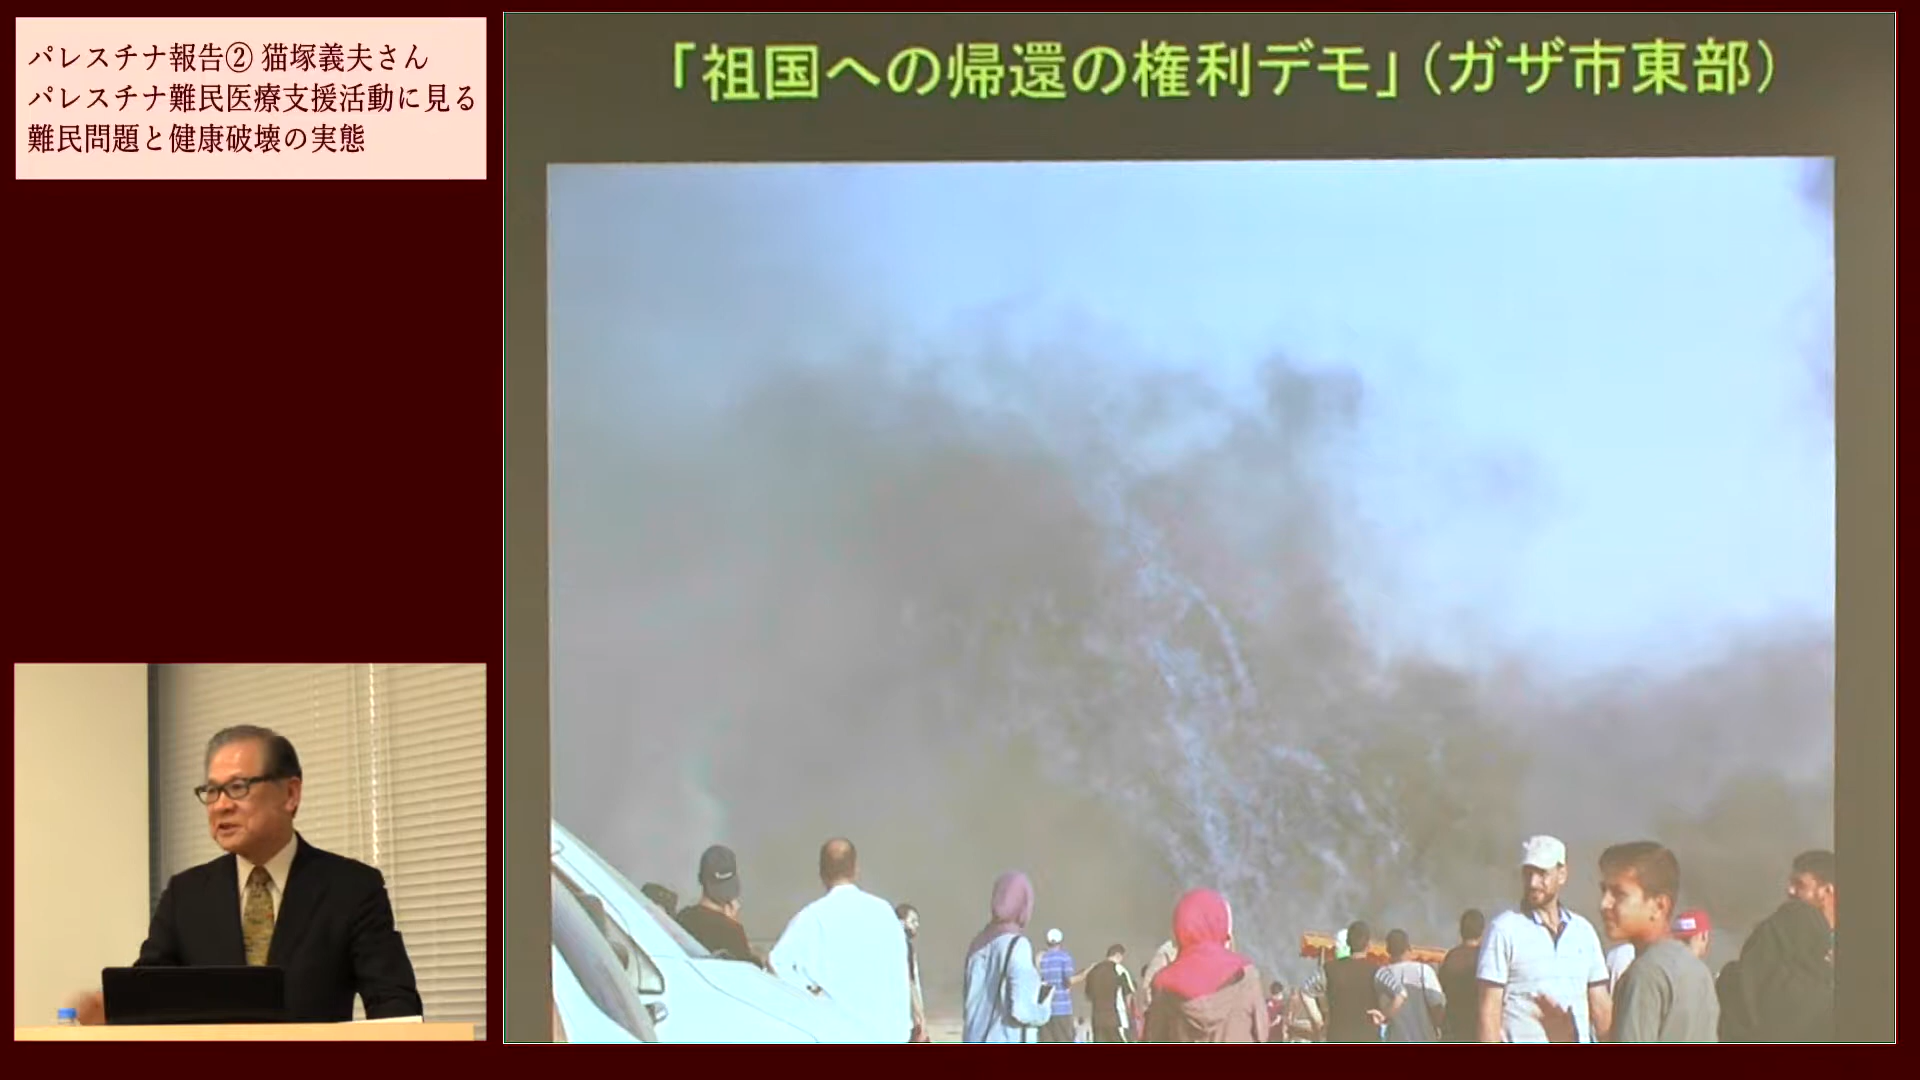 パレスチナ報告② 猫塚義夫さん
パレスチナ難民医療支援活動に見る
難民問題と健康破壊の実態
「祖国への帰還の権利デモ」（ガザ市東部）